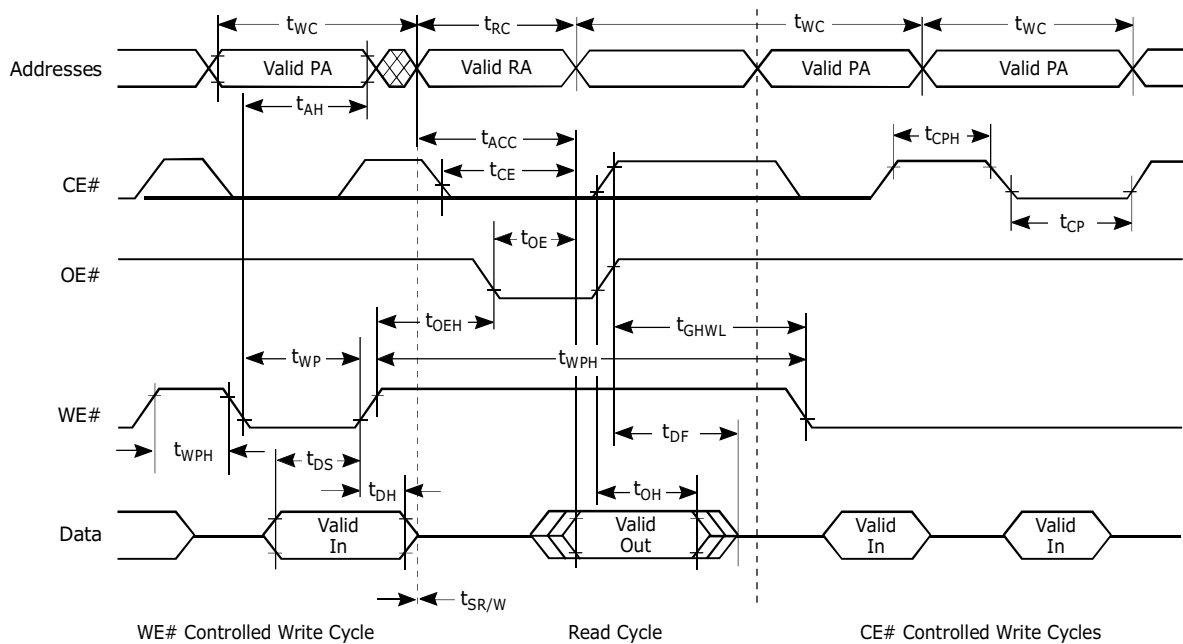 tWC tRC tWC tWC
Addresses Valid PA Valid RA Valid PA Valid PA
tAH
tACC tCPH
CE# tCE
tCP
tOE
OE#
tOEH tGHWL
tWP tWPH
WE#
tWPH tDS tDF
tDH tOH
Data Valid In Valid Out Valid In Valid In
tSR/W
WE# Controlled Write Cycle Read Cycle CE# Controlled Write Cycles